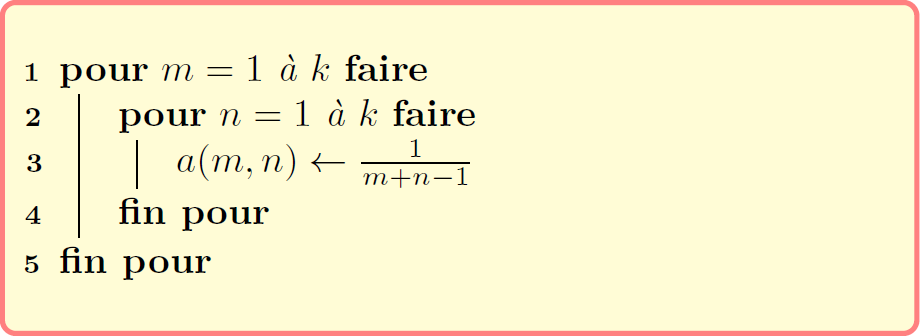 1 pour m = 1 à k faire
2 pour n = 1 à k faire
3 a(m, n) ← 1/(m+n−1)
4 fin pour
5 fin pour